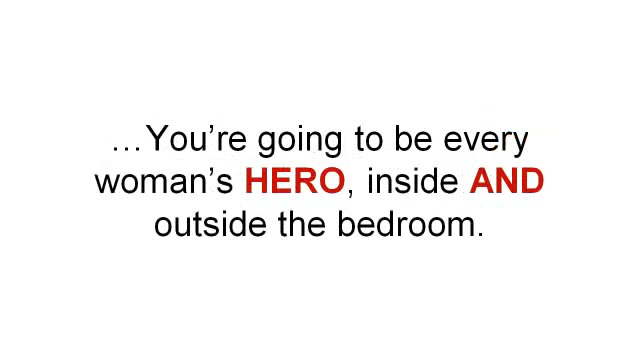 …You’re going to be every
woman’s HERO, inside AND
outside the bedroom.